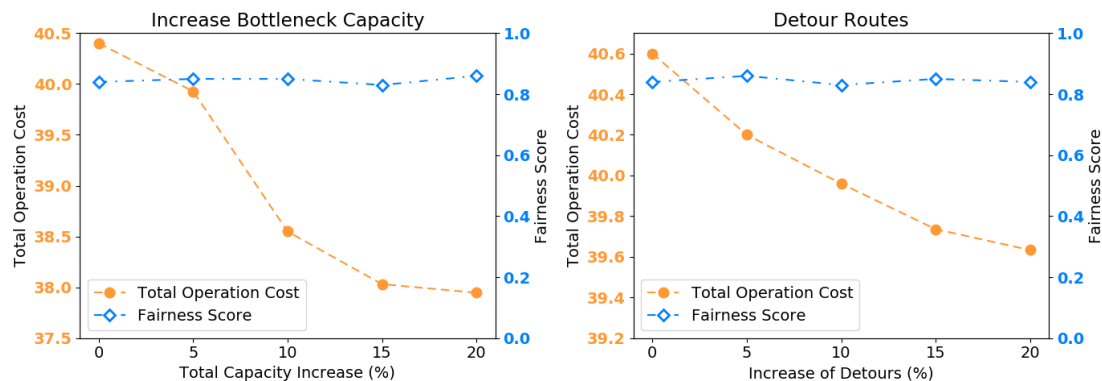 Increase Bottleneck Capacity
Total Operation Cost
40.5
40.0
39.5
39.0
38.5
38.0
37.5
1.0
0.8
0.6
0.4
0.2
0.0
Fairness Score
Total Operation Cost
Fairness Score
0 5 10 15 20
Total Capacity Increase (%)
Detour Routes
Total Operation Cost
40.6
40.4
40.2
40.0
39.8
39.6
39.4
39.2
1.0
0.8
0.6
0.4
0.2
0.0
Fairness Score
Total Operation Cost
Fairness Score
0 5 10 15 20
Increase of Detours (%)